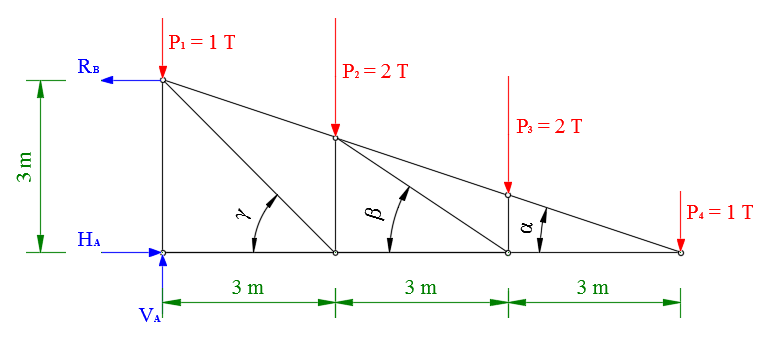 P₁ = 1 T
R_B
P₂ = 2 T
P₃ = 2 T
3 m
γ
β
α
P₄ = 1 T
H_A
3 m
3 m
3 m
V_A